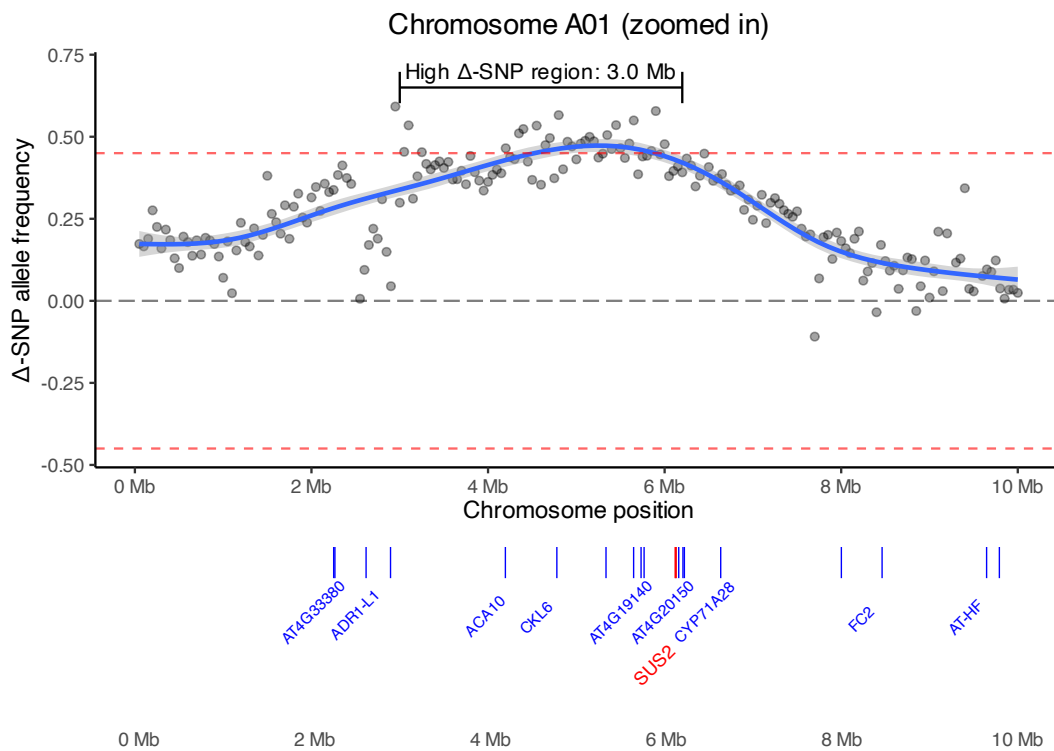 Chromosome A01 (zoomed in)
High Δ-SNP region: 3.0 Mb
Δ-SNP allele frequency
0.75
0.50
0.25
0.00
-0.25
-0.50
0 Mb 2 Mb 4 Mb 6 Mb 8 Mb 10 Mb
Chromosome position
AT4G33380 ADR1-L1 ACA10 CKL6 AT4G19140 AT4G20150 CYP71A28 FC2 AT-HF
SUS2
0 Mb 2 Mb 4 Mb 6 Mb 8 Mb 10 Mb